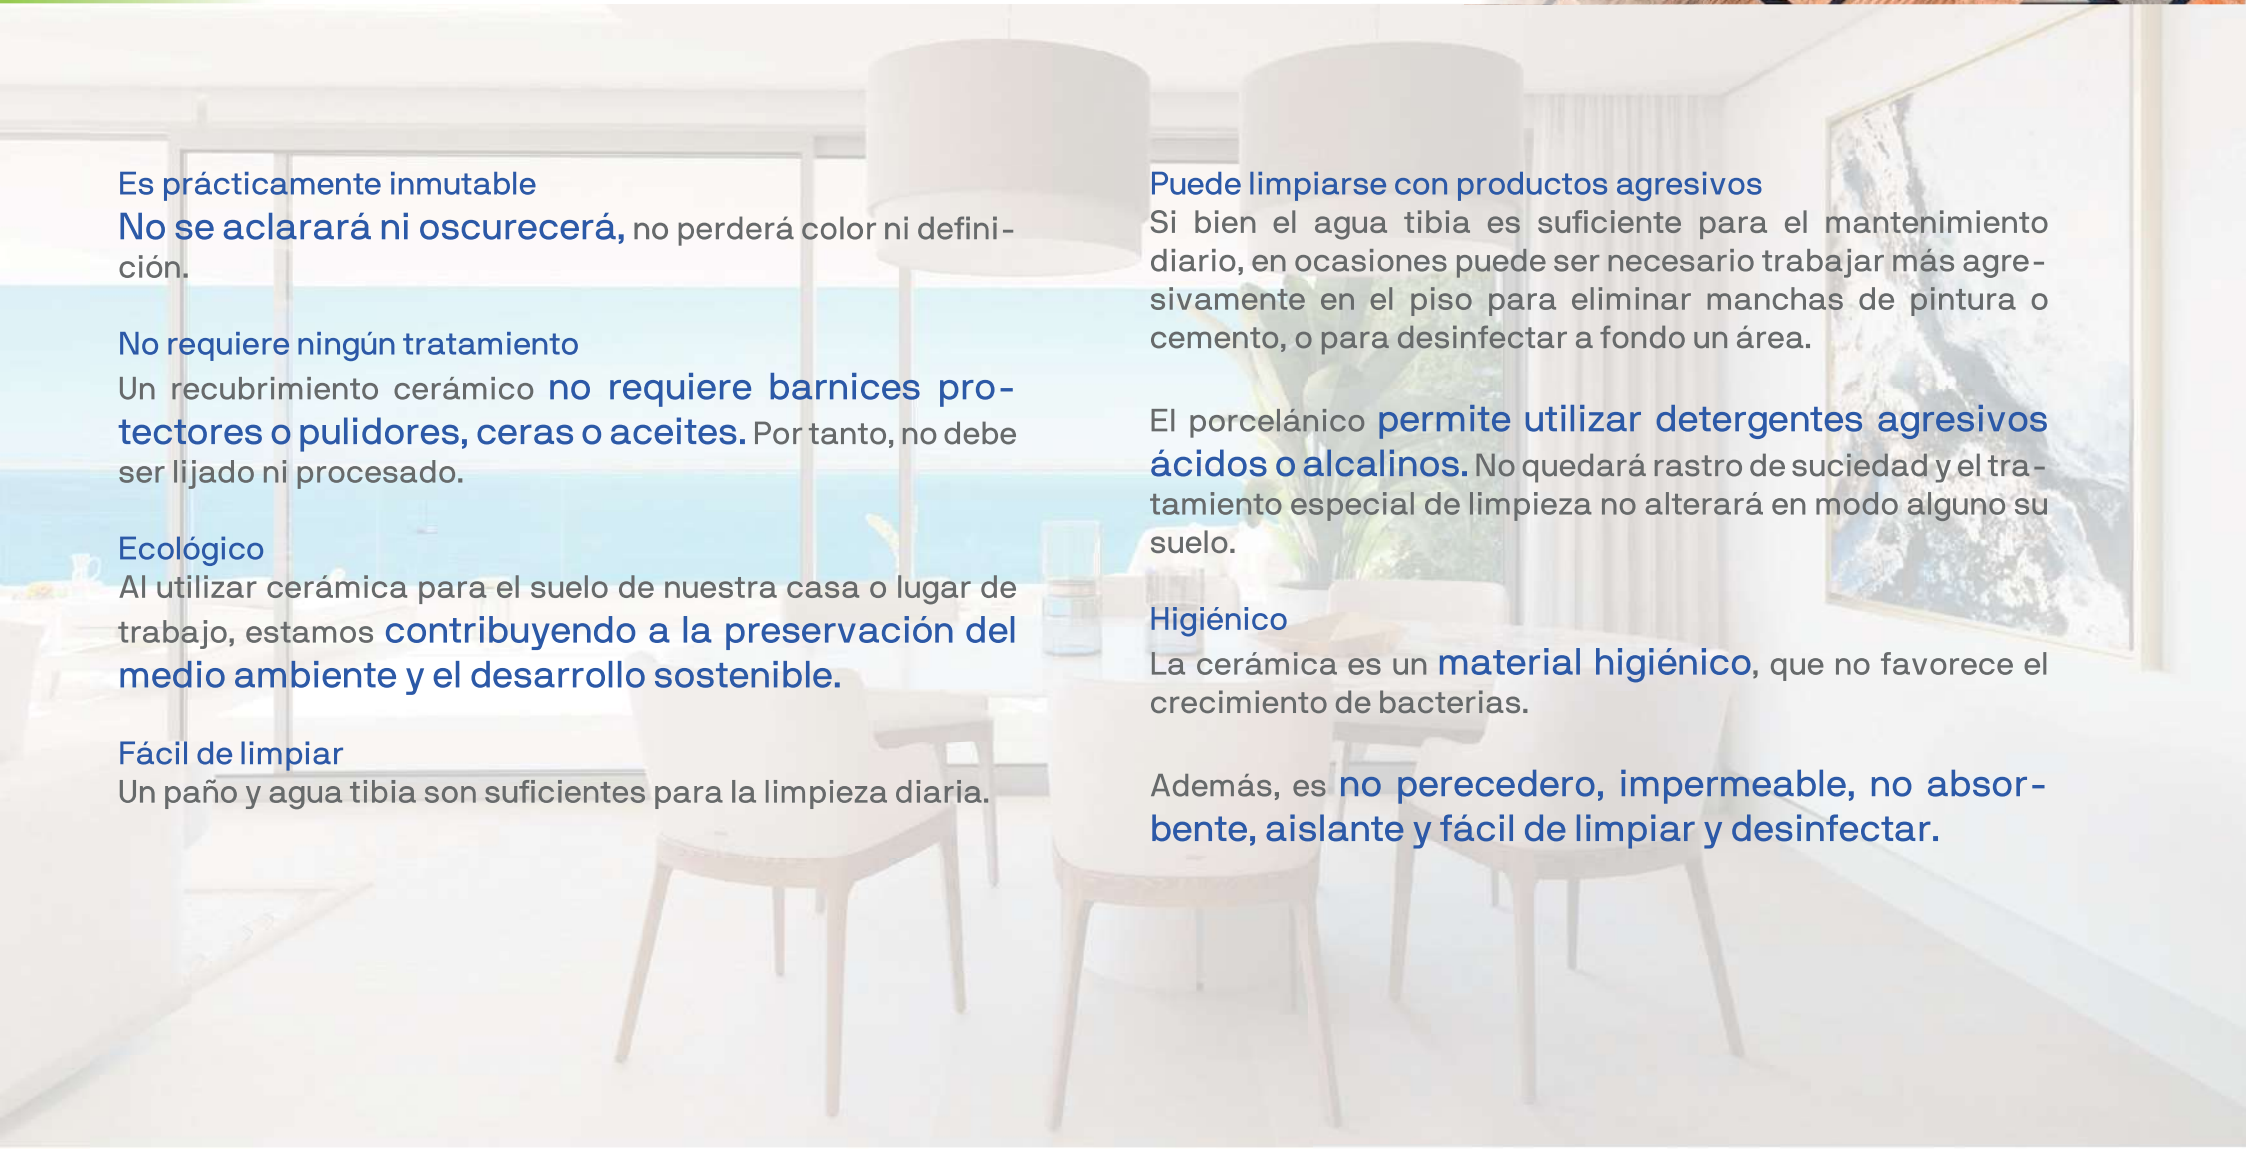 Es prácticamente inmutable
No se aclarará ni oscurecerá, no perderá color ni defini-
ción.
No requiere ningún tratamiento
Un recubrimiento cerámico no requiere barnices pro-
tectores o pulidores, ceras o aceites. Por tanto, no debe
ser lijado ni procesado.
Ecológico
Al utilizar cerámica para el suelo de nuestra casa o lugar de
trabajo, estamos contribuyendo a la preservación del
medio ambiente y el desarrollo sostenible.
Fácil de limpiar
Un paño y agua tibia son suficientes para la limpieza diaria.
Puede limpiarse con productos agresivos
Si bien el agua tibia es suficiente para el mantenimiento
diario, en ocasiones puede ser necesario trabajar más agre-
sivamente en el piso para eliminar manchas de pintura o
cemento, o para desinfectar a fondo un área.
El porcelánico permite utilizar detergentes agresivos
ácidos o alcalinos. No quedará rastro de suciedad y el tra-
tamiento especial de limpieza no alterará en modo alguno su
suelo.
Higiénico
La cerámica es un material higiénico, que no favorece el
crecimiento de bacterias.
Además, es no perecedero, impermeable, no absor-
bente, aislante y fácil de limpiar y desinfectar.